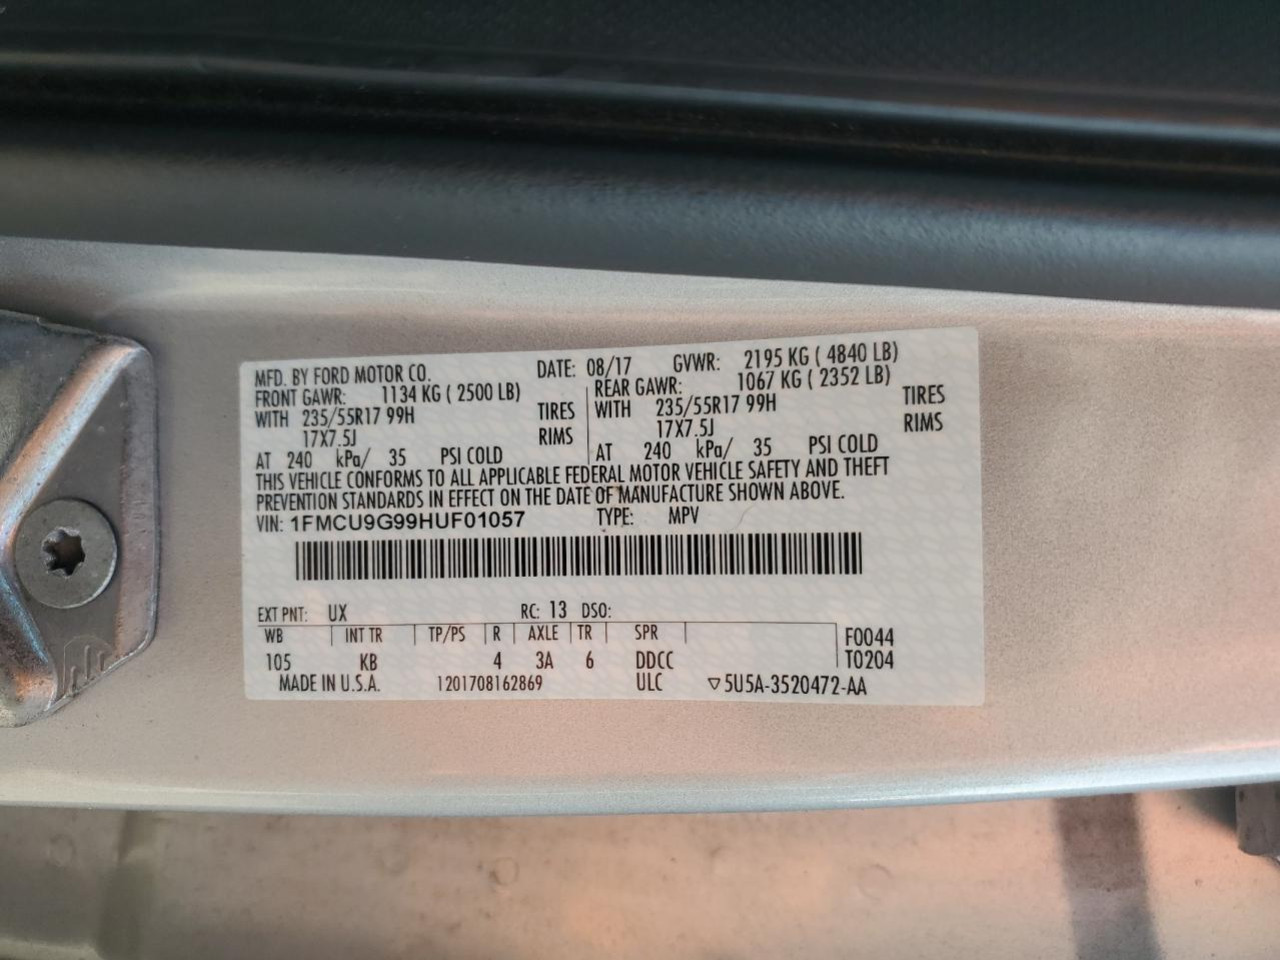 MFD. BY FORD MOTOR CO. DATE: 08/17 GVWR: 2195 KG ( 4840 LB)
FRONT GAWR: 1134 KG ( 2500 LB) REAR GAWR: 1067 KG ( 2352 LB)
WITH 235/55R17 99H TIRES WITH 235/55R17 99H TIRES
17X7.5J RIMS 17X7.5J RIMS
AT 240 kPa/ 35 PSI COLD AT 240 kPa/ 35 PSI COLD
THIS VEHICLE CONFORMS TO ALL APPLICABLE FEDERAL MOTOR VEHICLE SAFETY AND THEFT
PREVENTION STANDARDS IN EFFECT ON THE DATE OF MANUFACTURE SHOWN ABOVE.
VIN: 1FMCU9G99HUF01057 TYPE: MPV
EXT PNT: UX RC: 13 DSO:
WB INT TR TP/PS R AXLE TR SPR F0044
105 KB 4 3A 6 DDCC T0204
MADE IN U.S.A. 1201708162869 ULC ▽5U5A-3520472-AA